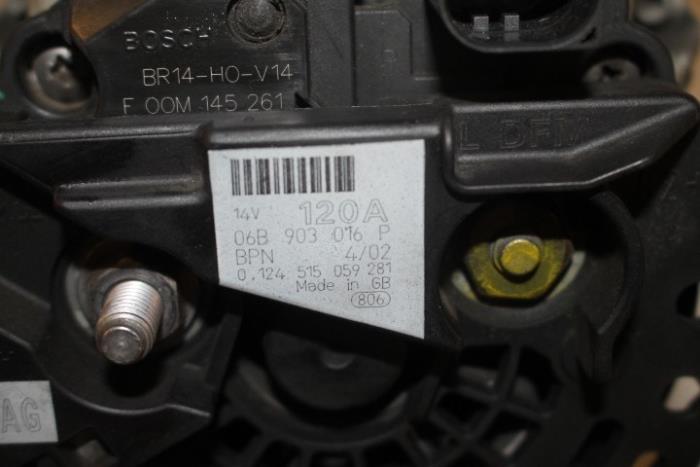 BOSCH
BR14-HO-V14
F 00M 145 261
L DFM
14V 120A
06B 903 016 P
BPN 4/02
0.124 515 059 281
Made in GB
806
AG